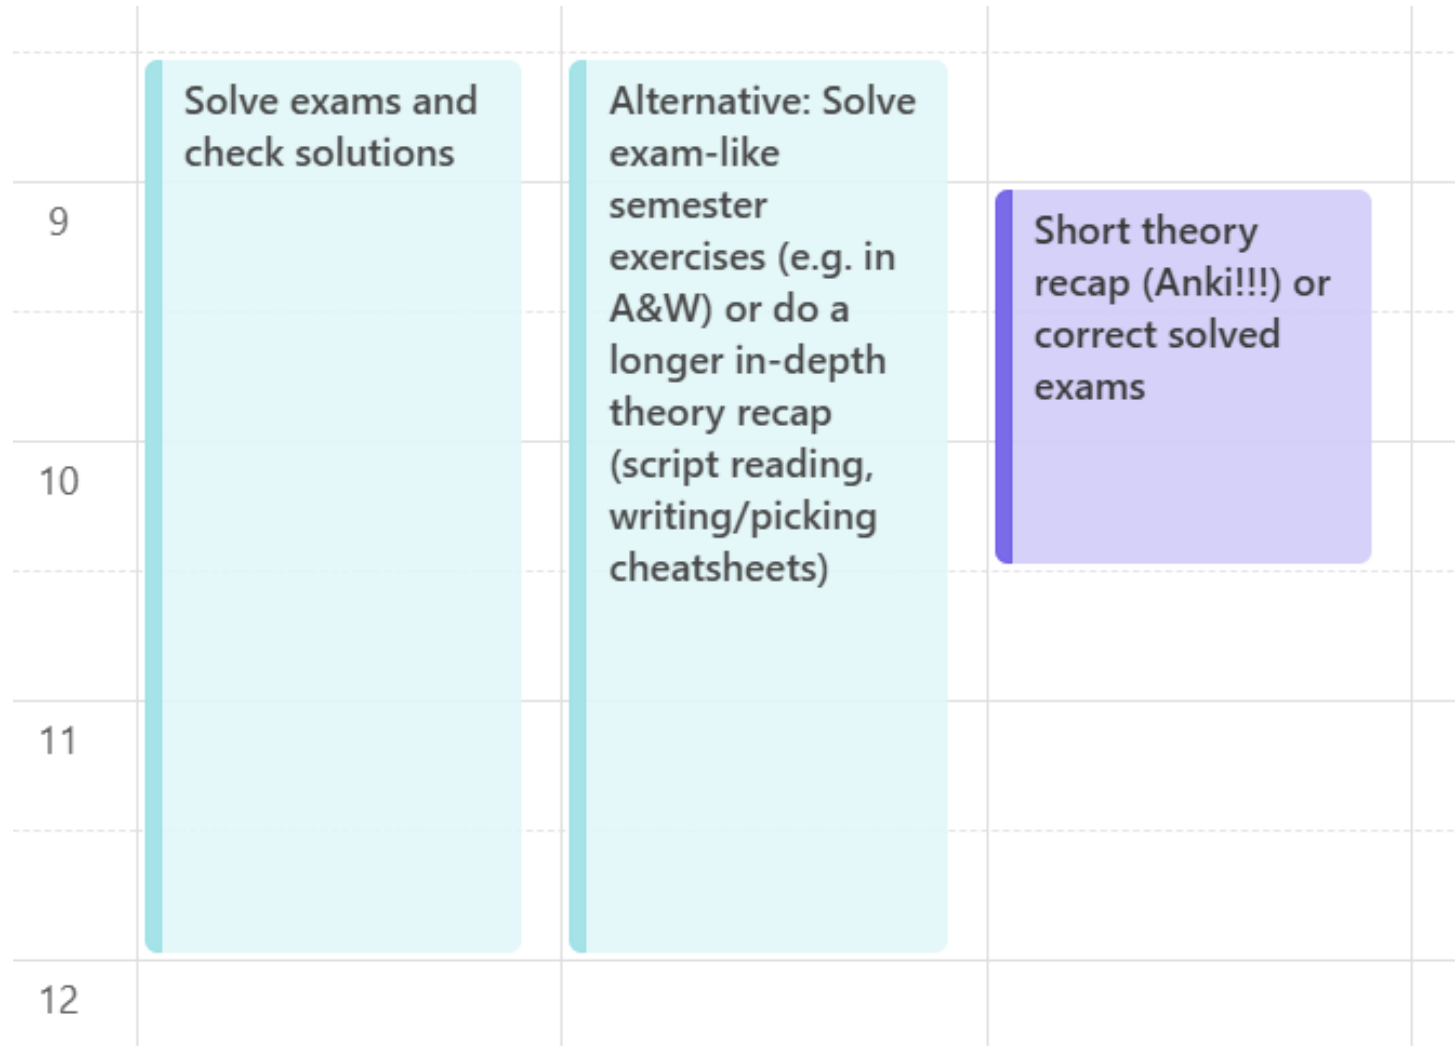 Solve exams and
check solutions
Alternative: Solve
exam-like
semester
exercises (e.g. in
A&W) or do a
longer in-depth
theory recap
(script reading,
writing/picking
cheatsheets)
Short theory
recap (Anki!!!) or
correct solved
exams
9
10
11
12